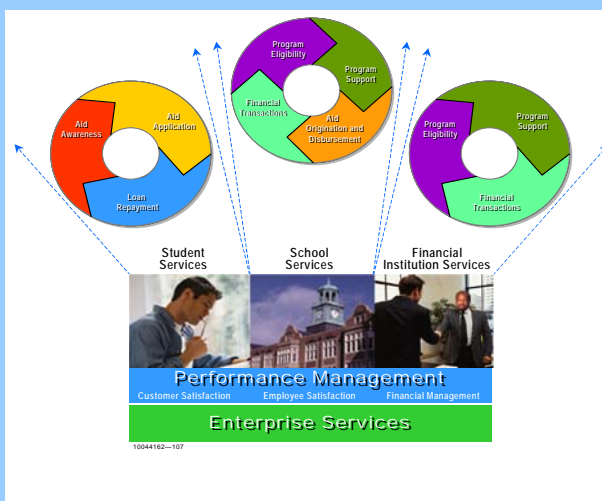 Program
Eligibility
Program
Support
Financial
Transactions
Aid
Origination and
Disbursement
Aid
Awareness
Aid
Application
Loan
Repayment
Program
Eligibility
Program
Support
Financial
Transactions
Student
Services
School
Services
Financial
Institution Services
Performance Management
Customer Satisfaction Employee Satisfaction Financial Management
Enterprise Services
10044162—107